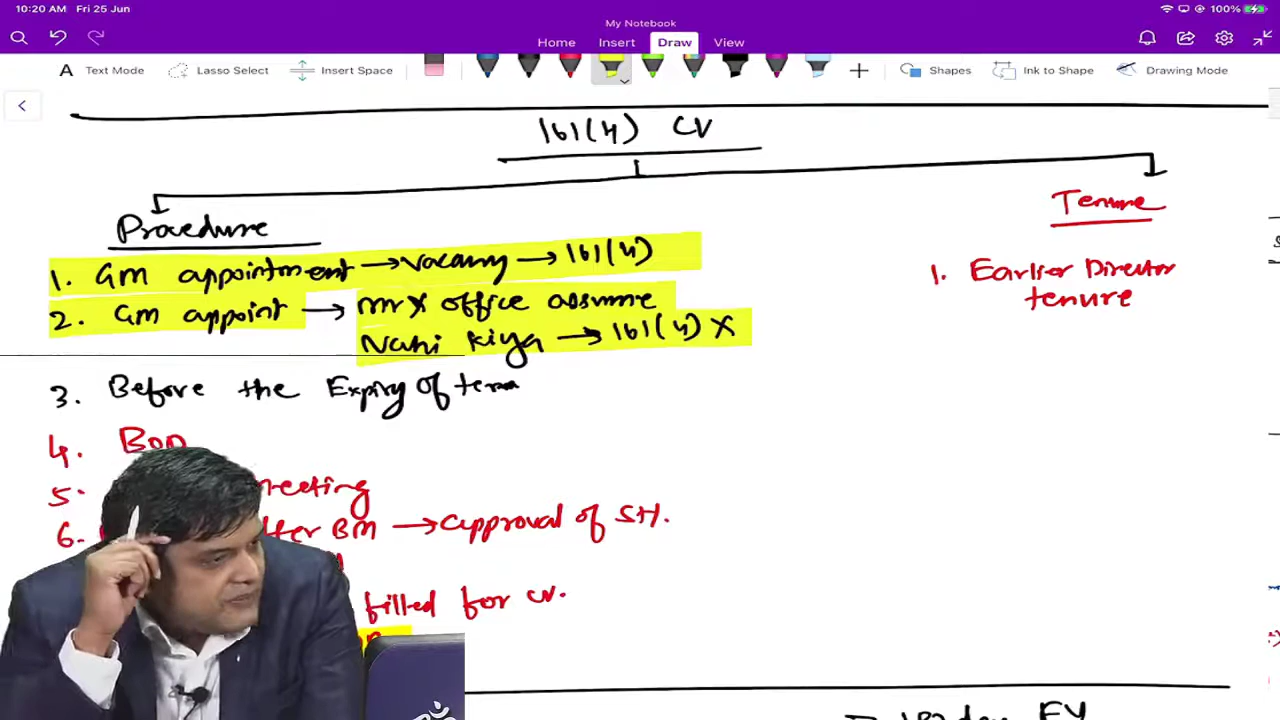 10:20 AM Fri 25 Jun
100%
My Notebook
Home Insert Draw View
A Text Mode Lasso Select Insert Space Shapes Ink to Shape Drawing Mode
161(4) CV
Procedure
1. GM appointment → Vacancy → 161(4)
2. GM appoint → Mr X office assume
Nahi kiya → 161(4) X
3. Before the Expiry of term
4. BOD
5. meeting
6. BM → approval of SH.
filled for CV.
Tenure
1. Earlier Director
tenure
FY